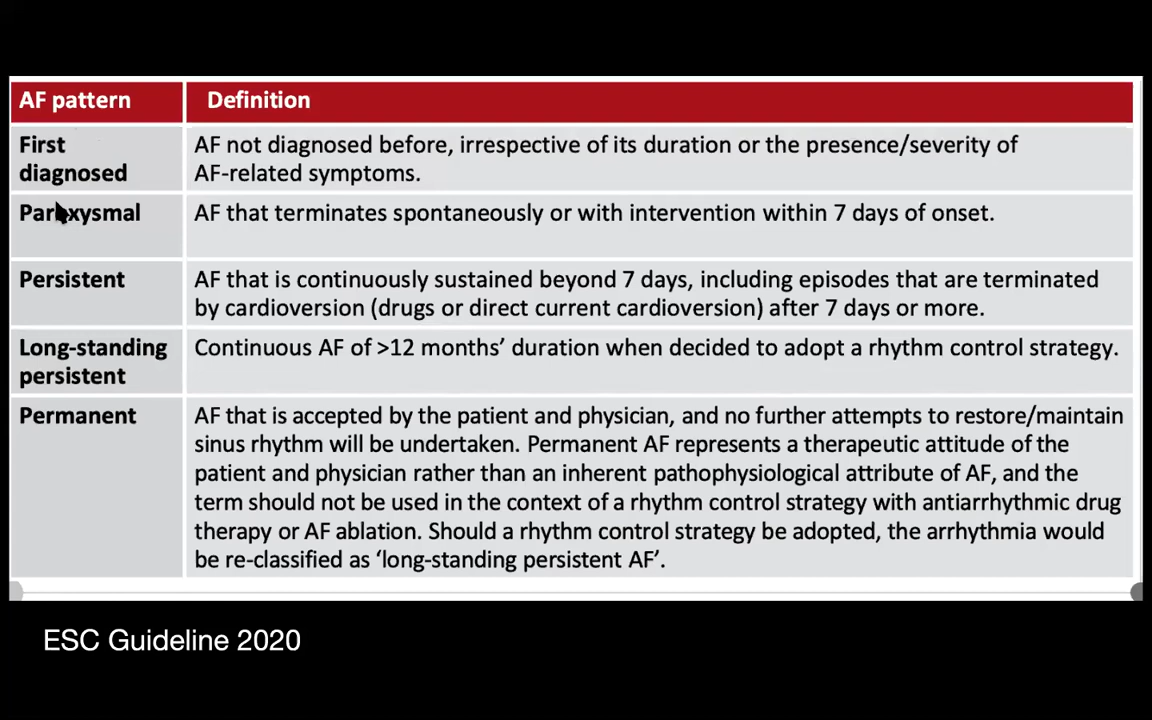 AF pattern
Definition
First
diagnosed
AF not diagnosed before, irrespective of its duration or the presence/severity of
AF-related symptoms.
Paroxysmal
AF that terminates spontaneously or with intervention within 7 days of onset.
Persistent
AF that is continuously sustained beyond 7 days, including episodes that are terminated
by cardioversion (drugs or direct current cardioversion) after 7 days or more.
Long-standing
persistent
Continuous AF of >12 months’ duration when decided to adopt a rhythm control strategy.
Permanent
AF that is accepted by the patient and physician, and no further attempts to restore/maintain
sinus rhythm will be undertaken. Permanent AF represents a therapeutic attitude of the
patient and physician rather than an inherent pathophysiological attribute of AF, and the
term should not be used in the context of a rhythm control strategy with antiarrhythmic drug
therapy or AF ablation. Should a rhythm control strategy be adopted, the arrhythmia would
be re-classified as ‘long-standing persistent AF’.
ESC Guideline 2020